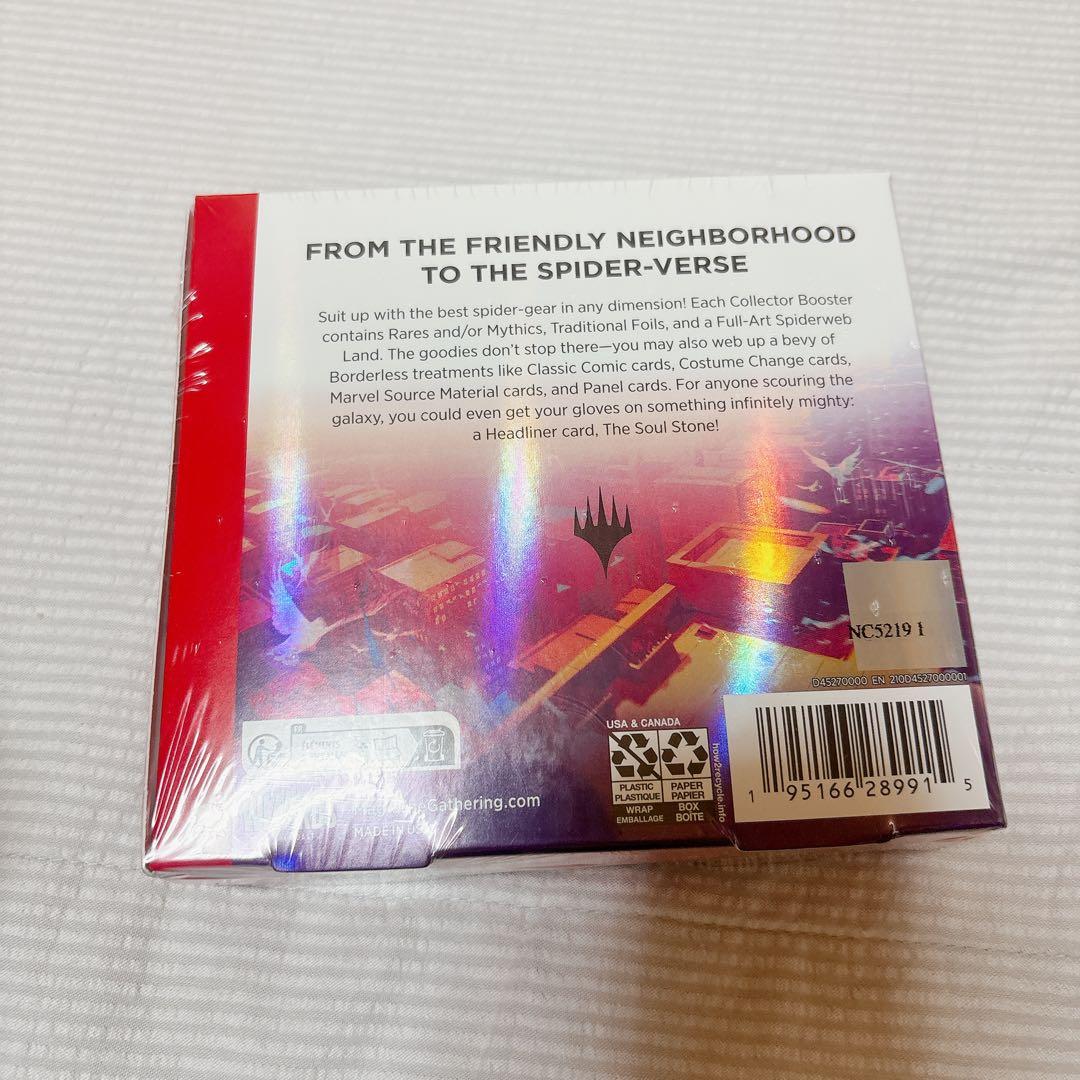 FROM THE FRIENDLY NEIGHBORHOOD
TO THE SPIDER-VERSE
Suit up with the best spider-gear in any dimension! Each Collector Booster
contains Rares and/or Mythics, Traditional Foils, and a Full-Art Spiderweb
Land. The goodies don't stop there—you may also web up a bevy of
Borderless treatments like Classic Comic cards, Costume Change cards,
Marvel Source Material cards, and Panel cards. For anyone scouring the
galaxy, you could even get your gloves on something infinitely mighty:
a Headliner card, The Soul Stone!
NC5219 1
D45270000 EN 210D4527000001
USA & CANADA
PLASTIC
PLASTIQUE
WRAP
EMBALLAGE
PAPER
PAPIER
BOX
BOÎTE
how2recycle.info
1 95166 28991 5
Gathering.com
MADE IN